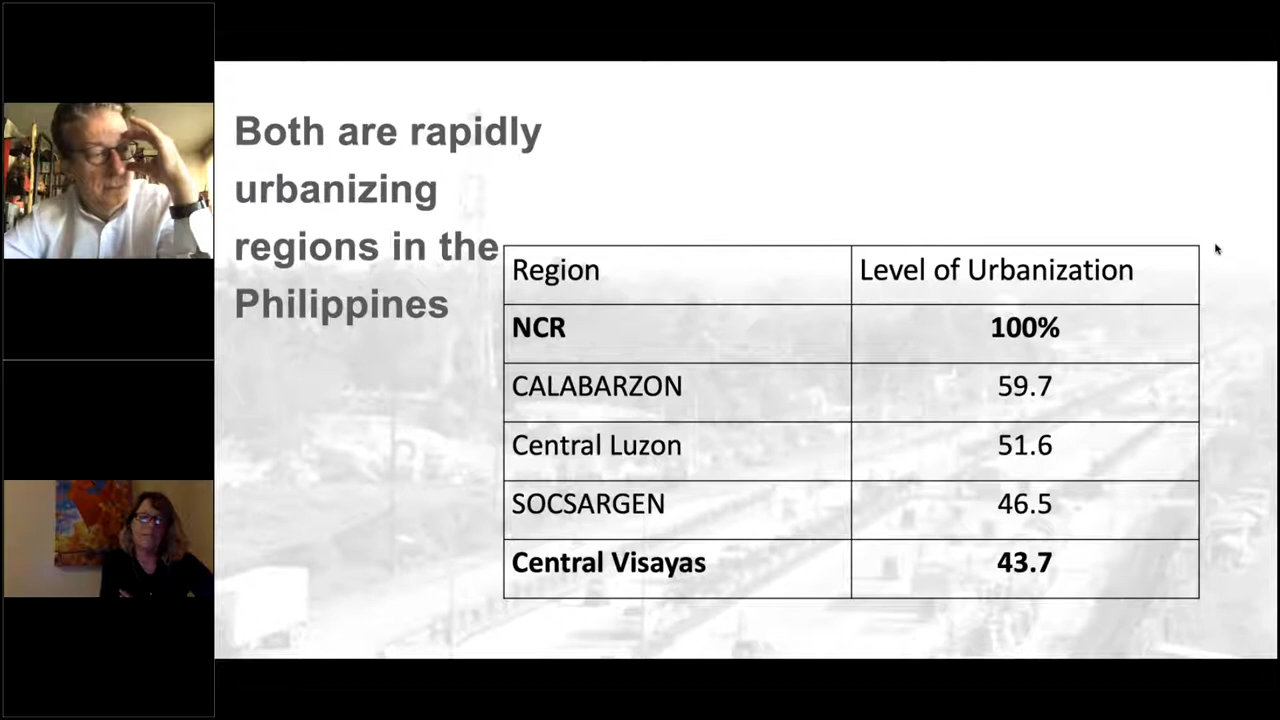 Both are rapidly
urbanizing
regions in the
Philippines
Region Level of Urbanization
NCR 100%
CALABARZON 59.7
Central Luzon 51.6
SOCSARGEN 46.5
Central Visayas 43.7